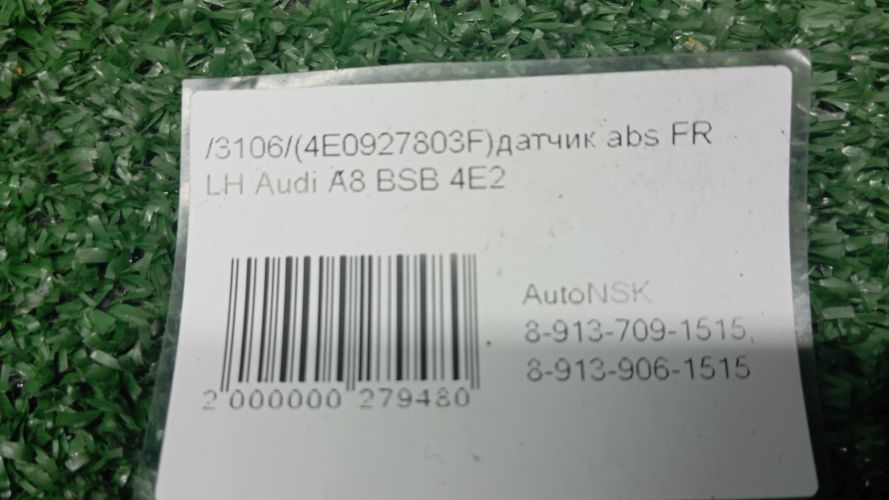 /3106/(4E0927803F)датчик abs FR
LH Audi A8 BSB 4E2
AutoNSK
8-913-709-1515,
8-913-906-1515
2 000000 279480